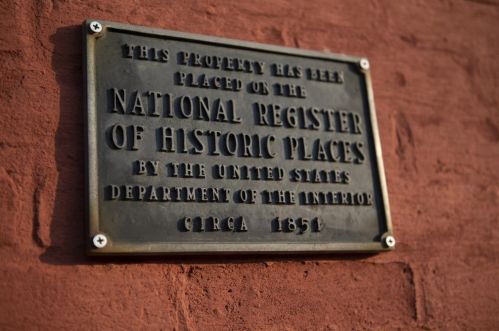 THIS PROPERTY HAS BEEN
PLACED ON THE
NATIONAL REGISTER
OF HISTORIC PLACES
BY THE UNITED STATES
DEPARTMENT OF THE INTERIOR
CIRCA 1851